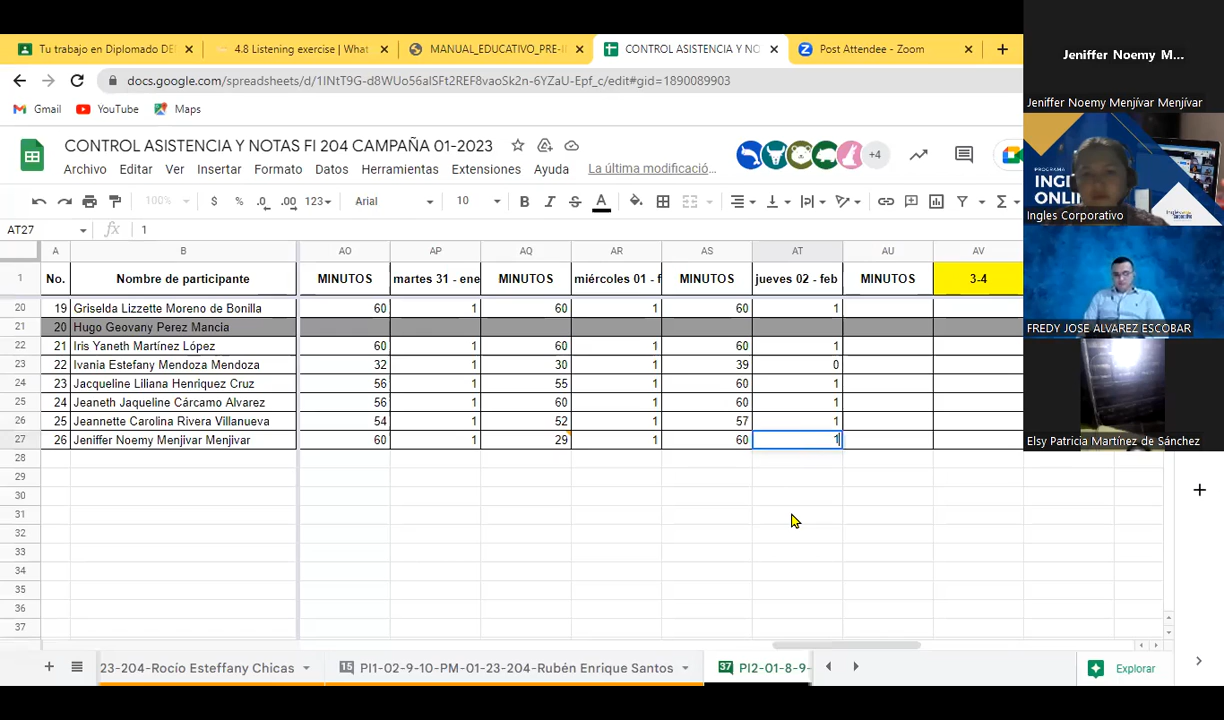 Tu trabajo en Diplomado DE
4.8 Listening exercise | What
MANUAL_EDUCATIVO_PRE-I
CONTROL ASISTENCIA Y NO
Post Attendee - Zoom
docs.google.com/spreadsheets/d/1INtT9G-d8WUo56aISFt2REF8vaoSk2n-6YZaU-Epf_c/edit#gid=1890089903
Gmail YouTube Maps
CONTROL ASISTENCIA Y NOTAS FI 204 CAMPAÑA 01-2023
+4
Archivo Editar Ver Insertar Formato Datos Herramientas Extensiones Ayuda La última modificació...
100% $ % .0 .00 123 Arial 10 B I S A
AT27 fx 1
A B AO AP AQ AR AS AT AU AV
1 No. Nombre de participante MINUTOS martes 31 - ene MINUTOS miércoles 01 - f MINUTOS jueves 02 - feb MINUTOS 3-4
20 19 Griselda Lizzette Moreno de Bonilla 60 1 60 1 60 1
21 20 Hugo Geovany Perez Mancia
22 21 Iris Yaneth Martínez López 60 1 60 1 60 1
23 22 Ivania Estefany Mendoza Mendoza 32 1 30 1 39 0
24 23 Jacqueline Liliana Henriquez Cruz 56 1 55 1 60 1
25 24 Jeaneth Jaqueline Cárcamo Alvarez 56 1 60 1 60 1
26 25 Jeannette Carolina Rivera Villanueva 54 1 52 1 57 1
27 26 Jeniffer Noemy Menjivar Menjivar 60 1 29 1 60 1
28
29
30
31
32
33
34
35
36
37
23-204-Rocío Esteffany Chicas
15 PI1-02-9-10-PM-01-23-204-Rubén Enrique Santos
37 PI2-01-8-9-
Explorar
Jeniffer Noemy M...
Jeniffer Noemy Menjívar Menjívar
PROGRAMA
INGL
ONLIN
Ingles Corporativo
FREDY JOSE ALVAREZ ESCOBAR
Elsy Patricia Martínez de Sánchez